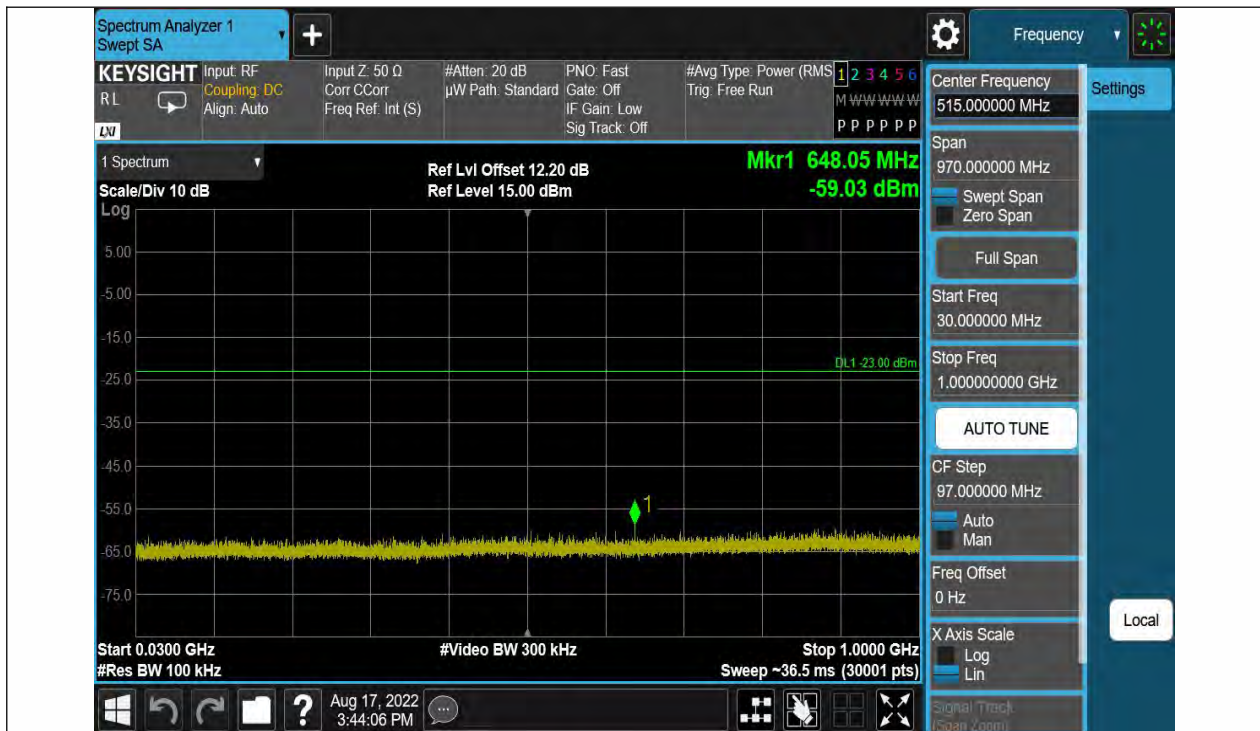 Spectrum Analyzer 1
Swept SA
+
Frequency
KEYSIGHT
RL
LXI
Input: RF
Coupling: DC
Align: Auto
Input Z: 50 Ω
Corr CCorr
Freq Ref: Int (S)
#Atten: 20 dB
µW Path: Standard
PNO: Fast
Gate: Off
IF Gain: Low
Sig Track: Off
#Avg Type: Power (RMS
Trig: Free Run
1 2 3 4 5 6
M W W W W W
P P P P P P
1 Spectrum
Scale/Div 10 dB
Ref Lvl Offset 12.20 dB
Ref Level 15.00 dBm
Mkr1 648.05 MHz
-59.03 dBm
Log
5.00
-5.00
-15.0
DL1 -23.00 dBm
-25.0
-35.0
-45.0
-55.0
1
-65.0
-75.0
Start 0.0300 GHz
#Res BW 100 kHz
#Video BW 300 kHz
Stop 1.0000 GHz
Sweep ~36.5 ms (30001 pts)
Aug 17, 2022
3:44:06 PM
?
Center Frequency
515.000000 MHz
Settings
Span
970.000000 MHz
Swept Span
Zero Span
Full Span
Start Freq
30.000000 MHz
Stop Freq
1.000000000 GHz
AUTO TUNE
CF Step
97.000000 MHz
Auto
Man
Freq Offset
0 Hz
X Axis Scale
Log
Lin
Local
Signal Track
(Span Zoom)